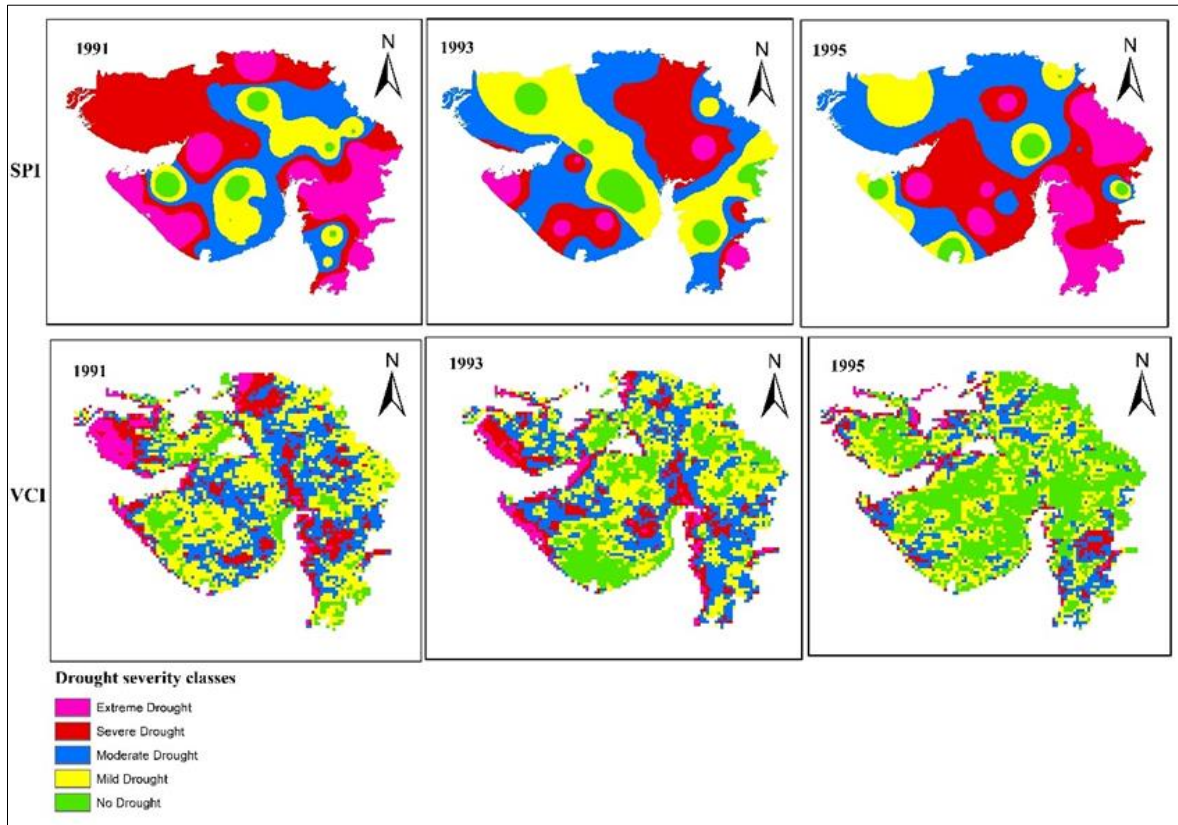 1991
N
1993
N
1995
N
SPI
1991
N
1993
N
1995
N
VCI
Drought severity classes
Extreme Drought
Severe Drought
Moderate Drought
Mild Drought
No Drought